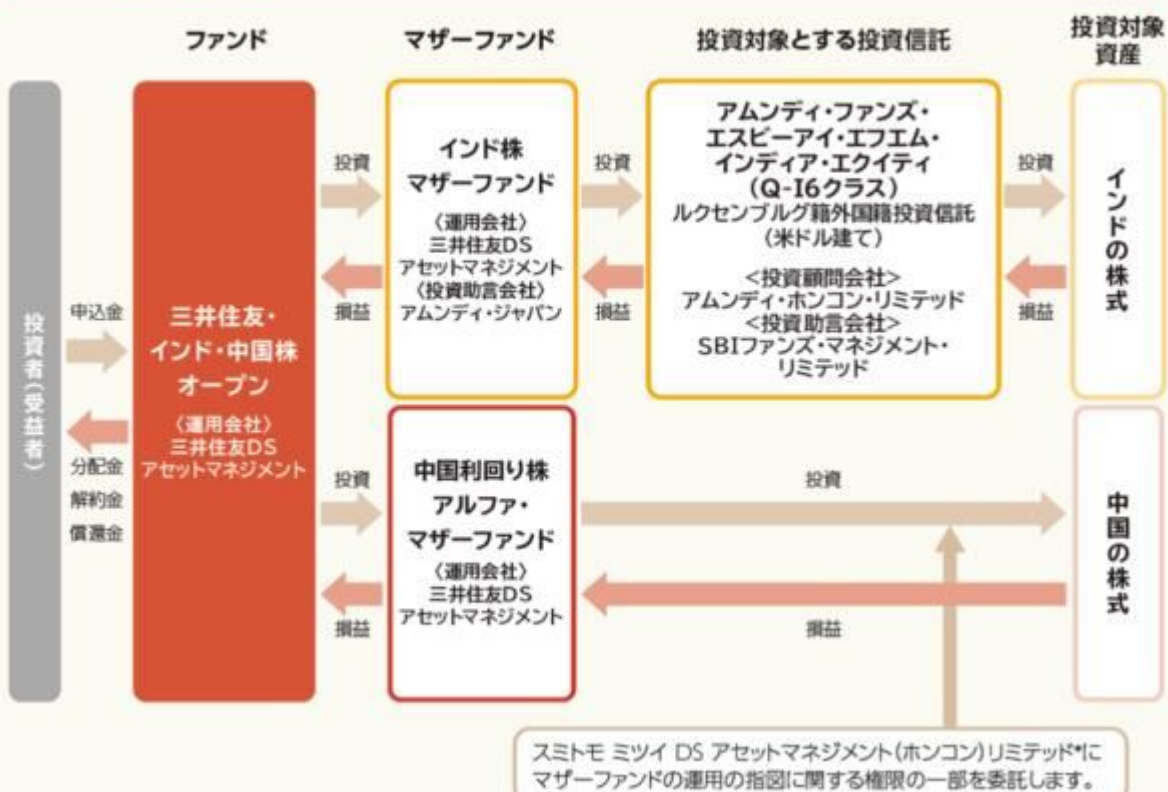 ファンド
マザーファンド
投資対象とする投資信託
投資対象
資産
投資者(受益者)
申込金
分配金
解約金
償還金
三井住友・
インド・中国株
オープン
〈運用会社〉
三井住友DS
アセットマネジメント
投資
損益
インド株
マザーファンド
〈運用会社〉
三井住友DS
アセットマネジメント
〈投資助言会社〉
アムンディ・ジャパン
投資
損益
アムンディ・ファンズ・
エスビーアイ・エフエム・
インディア・エクイティ
(Q-I6クラス)
ルクセンブルグ籍外国籍投資信託
(米ドル建て)
<投資顧問会社>
アムンディ・ホンコン・リミテッド
<投資助言会社>
SBIファンズ・マネジメント・
リミテッド
投資
損益
インドの株式
投資
損益
中国利回り株
アルファ・
マザーファンド
〈運用会社〉
三井住友DS
アセットマネジメント
投資
損益
中国の株式
スミトモ ミツイ DS アセットマネジメント(ホンコン)リミテッド*に
マザーファンドの運用の指図に関する権限の一部を委託します。